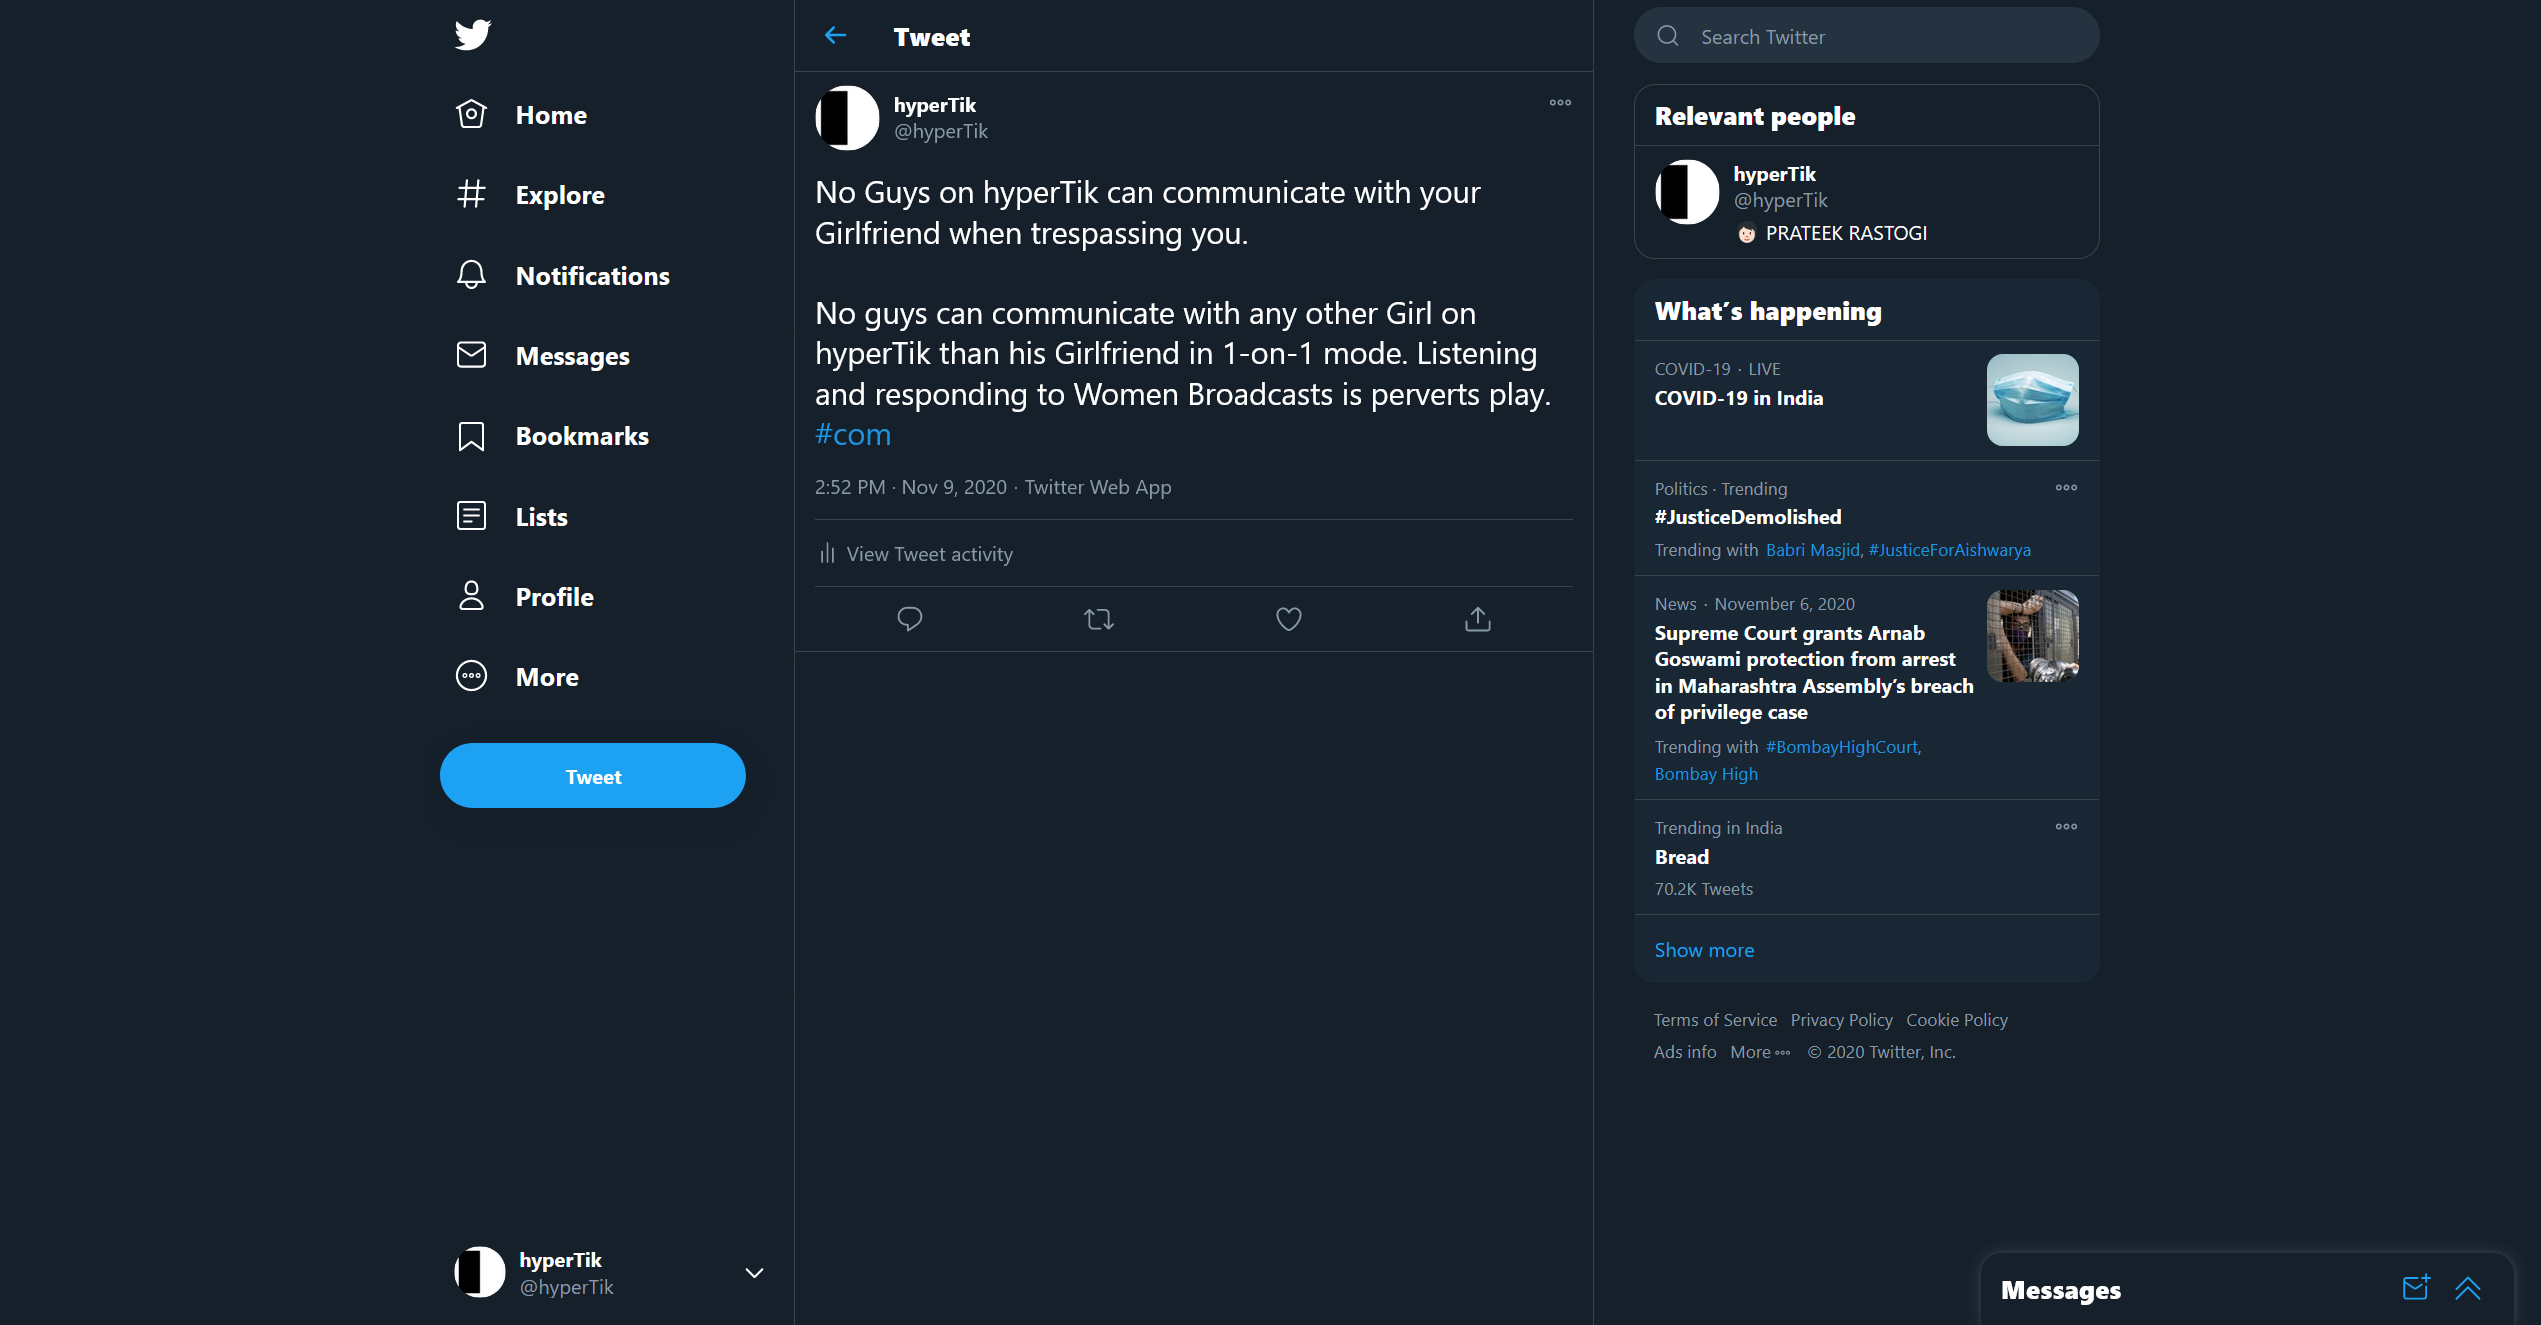 Home
Explore
Notifications
Messages
Bookmarks
Lists
Profile
More
Tweet
hyperTik
@hyperTik
Tweet
hyperTik
@hyperTik
No Guys on hyperTik can communicate with your
Girlfriend when trespassing you.
No guys can communicate with any other Girl on
hyperTik than his Girlfriend in 1-on-1 mode. Listening
and responding to Women Broadcasts is perverts play.
#com
2:52 PM · Nov 9, 2020 · Twitter Web App
View Tweet activity
Search Twitter
Relevant people
hyperTik
@hyperTik
PRATEEK RASTOGI
What's happening
COVID-19 · LIVE
COVID-19 in India
Politics · Trending
#JusticeDemolished
Trending with Babri Masjid, #JusticeForAishwarya
News · November 6, 2020
Supreme Court grants Arnab
Goswami protection from arrest
in Maharashtra Assembly's breach
of privilege case
Trending with #BombayHighCourt,
Bombay High
Trending in India
Bread
70.2K Tweets
Show more
Terms of Service Privacy Policy Cookie Policy
Ads info More © 2020 Twitter, Inc.
Messages